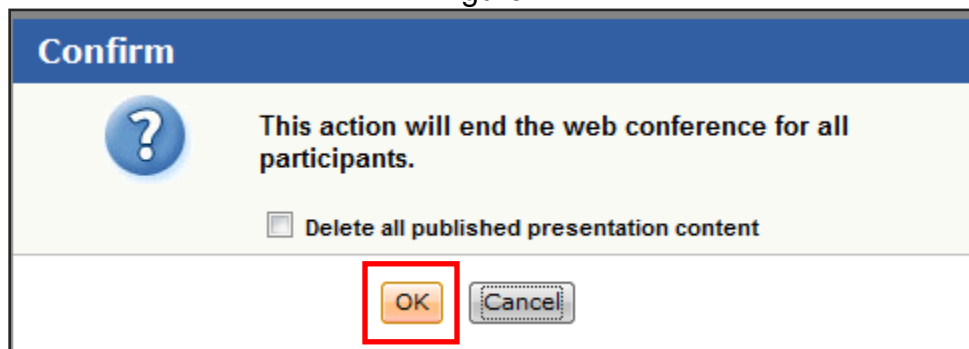 Confirm
This action will end the web conference for all
participants.
Delete all published presentation content
OK Cancel